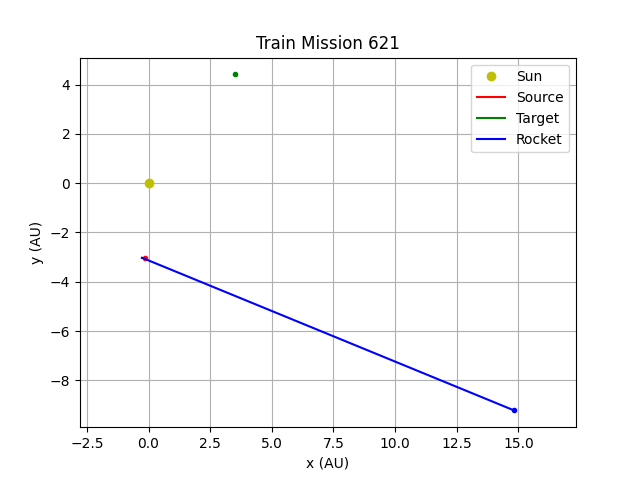 Train Mission 621
Sun
Source
Target
Rocket
4
2
0
−2
−4
−6
−8
y (AU)
−2.5 0.0 2.5 5.0 7.5 10.0 12.5 15.0
x (AU)